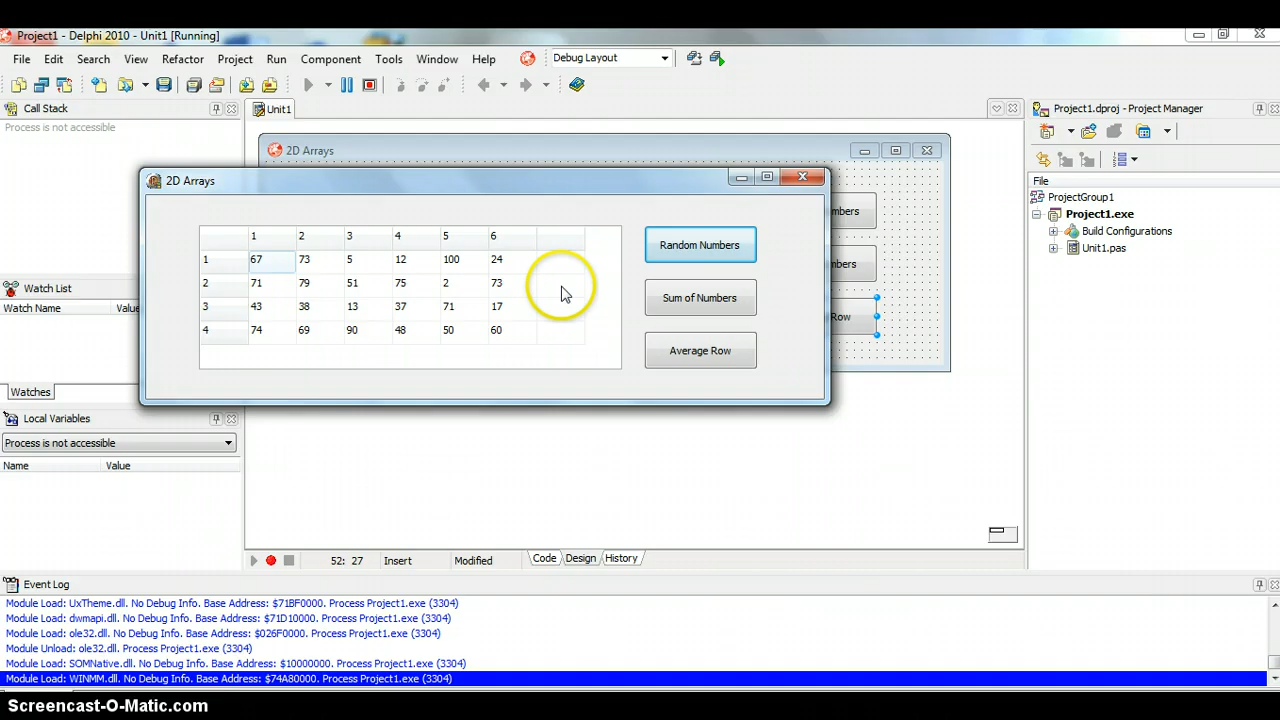 Project1 - Delphi 2010 - Unit1 [Running]
File Edit Search View Refactor Project Run Component Tools Window Help Debug Layout
Call Stack
Process is not accessible
Unit1
2D Arrays
2D Arrays
1 2 3 4 5 6
1 67 73 5 12 100 24
2 71 79 51 75 2 73
3 43 38 13 37 71 17
4 74 69 90 48 50 60
Random Numbers
Sum of Numbers
Average Row
mbers
mbers
Row
Watch List
Watch Name Value
Watches
Local Variables
Process is not accessible
Name Value
Project1.dproj - Project Manager
File
ProjectGroup1
Project1.exe
Build Configurations
Unit1.pas
52: 27 Insert Modified Code Design History
Event Log
Module Load: UxTheme.dll. No Debug Info. Base Address: $71BF0000. Process Project1.exe (3304)
Module Load: dwmapi.dll. No Debug Info. Base Address: $71D10000. Process Project1.exe (3304)
Module Load: ole32.dll. No Debug Info. Base Address: $026F0000. Process Project1.exe (3304)
Module Unload: ole32.dll. Process Project1.exe (3304)
Module Load: SOMNative.dll. No Debug Info. Base Address: $10000000. Process Project1.exe (3304)
Module Load: WINMM.dll. No Debug Info. Base Address: $74A80000. Process Project1.exe (3304)
Screencast-O-Matic.com